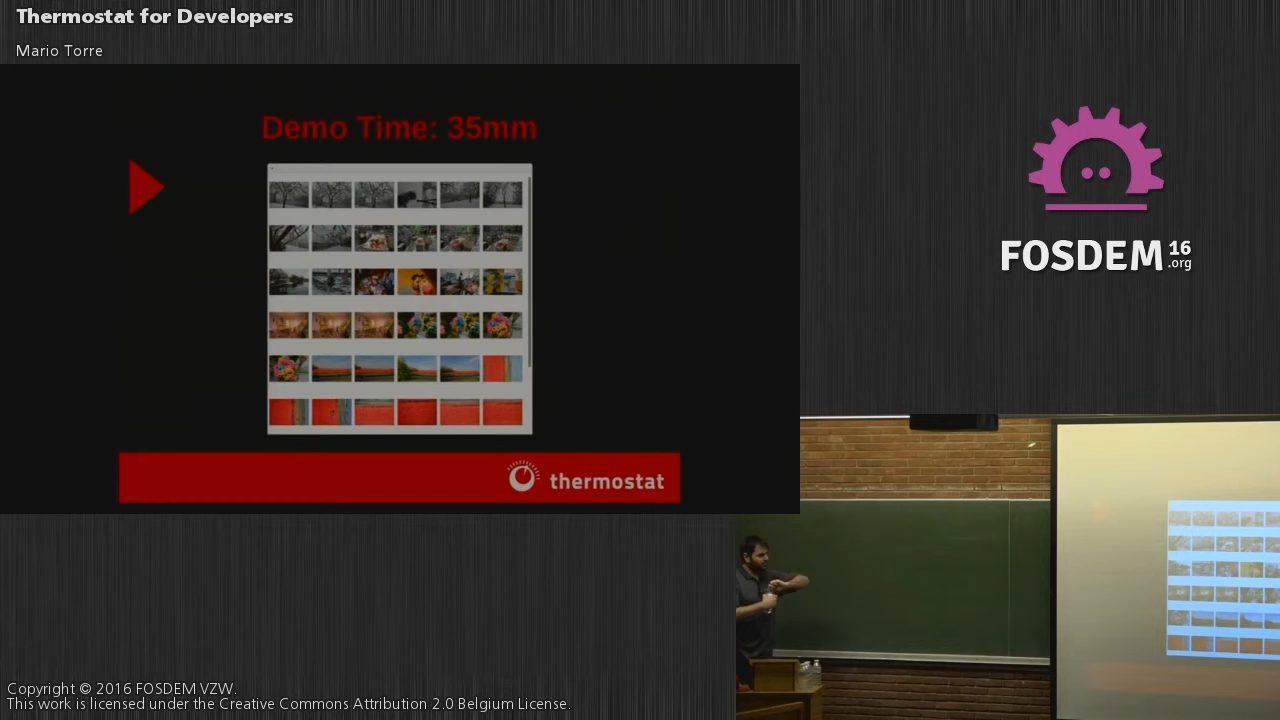 Thermostat for Developers
Mario Torre
Demo Time: 35mm
thermostat
FOSDEM 16
.org
Copyright © 2016 FOSDEM VZW.
This work is licensed under the Creative Commons Attribution 2.0 Belgium License.